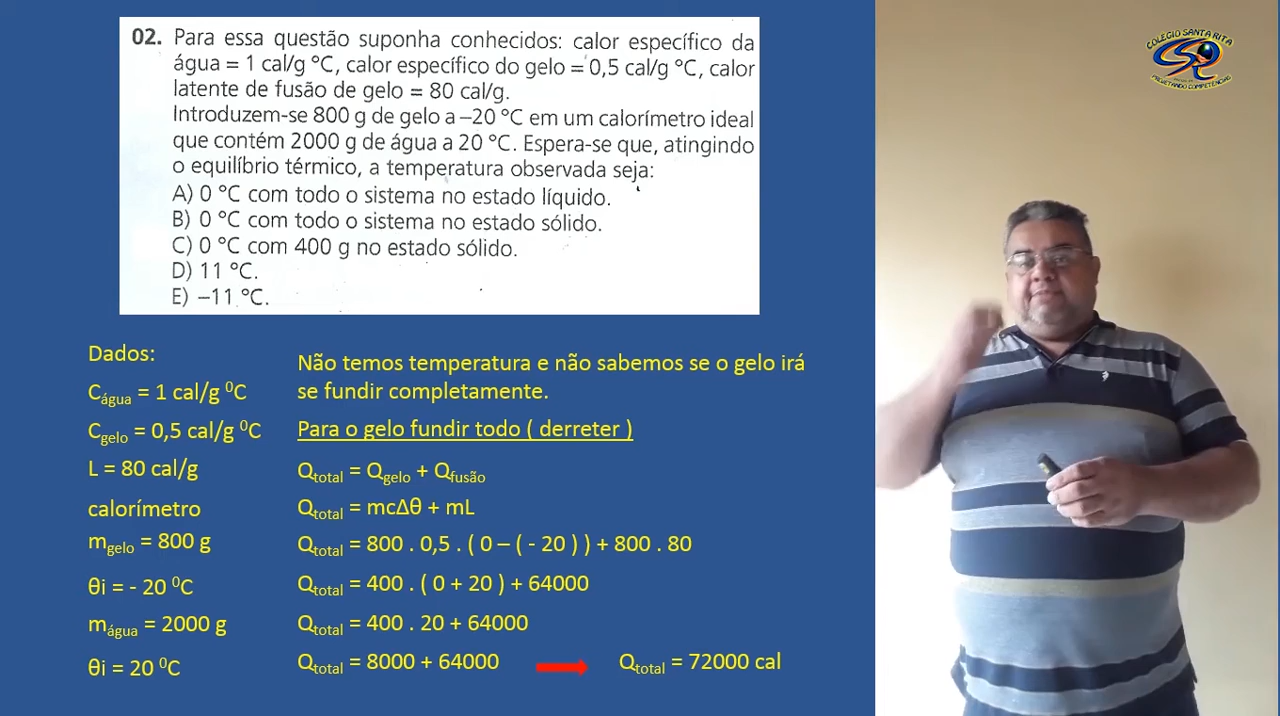 COLEGIO SANTA RITA
PROJETANDO COMPETÊNCIAS
02. Para essa questão suponha conhecidos: calor específico da
água = 1 cal/g °C, calor específico do gelo = 0,5 cal/g °C, calor
latente de fusão de gelo = 80 cal/g.
Introduzem-se 800 g de gelo a –20 °C em um calorímetro ideal
que contém 2000 g de água a 20 °C. Espera-se que, atingindo
o equilíbrio térmico, a temperatura observada seja:
A) 0 °C com todo o sistema no estado líquido.
B) 0 °C com todo o sistema no estado sólido.
C) 0 °C com 400 g no estado sólido.
D) 11 °C.
E) –11 °C.
Dados:
Cágua = 1 cal/g ⁰C
Cgelo = 0,5 cal/g ⁰C
L = 80 cal/g
calorímetro
mgelo = 800 g
θi = - 20 ⁰C
mágua = 2000 g
θi = 20 ⁰C
Não temos temperatura e não sabemos se o gelo irá
se fundir completamente.
Para o gelo fundir todo ( derreter )
Qtotal = Qgelo + Qfusão
Qtotal = mcΔθ + mL
Qtotal = 800 . 0,5 . ( 0 – ( - 20 ) ) + 800 . 80
Qtotal = 400 . ( 0 + 20 ) + 64000
Qtotal = 400 . 20 + 64000
Qtotal = 8000 + 64000
Qtotal = 72000 cal